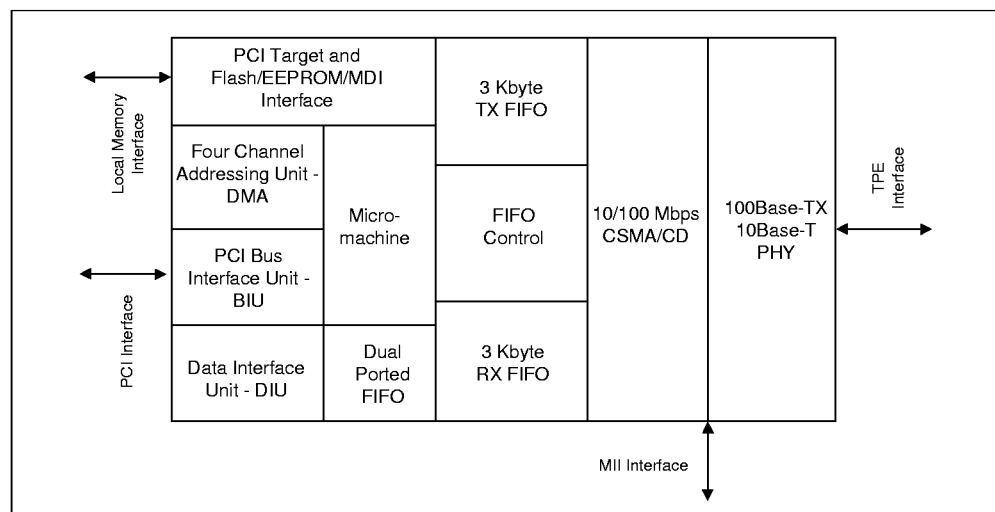 PCI Target and
Flash/EEPROM/MDI
Interface
3 Kbyte
TX FIFO
Local Memory
Interface
Four Channel
Addressing Unit -
DMA
Micro-
machine
FIFO
Control
10/100 Mbps
CSMA/CD
100Base-TX
10Base-T
PHY
TPE
Interface
PCI Bus
Interface Unit -
BIU
PCI Interface
Data Interface
Unit - DIU
Dual
Ported
FIFO
3 Kbyte
RX FIFO
MII Interface